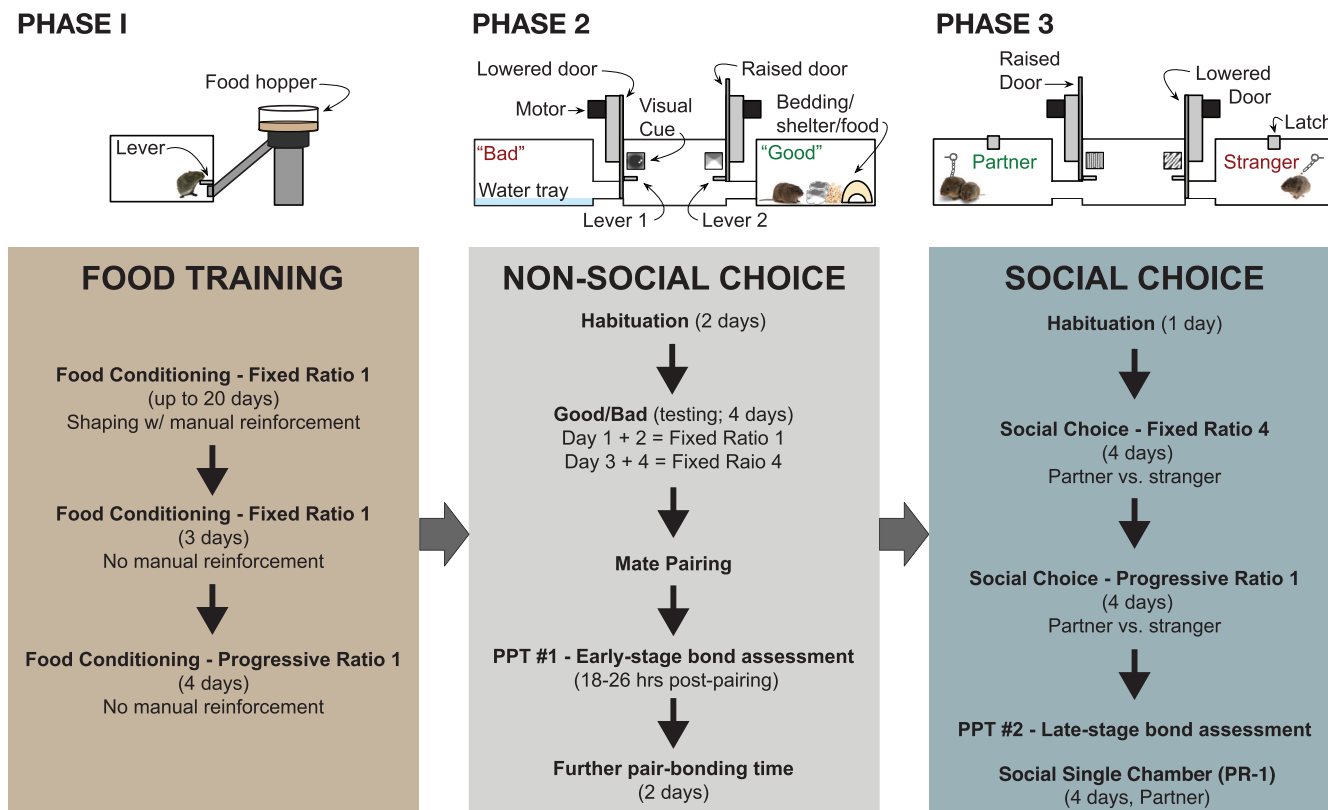 PHASE I
Food hopper
Lever
FOOD TRAINING
Food Conditioning - Fixed Ratio 1
(up to 20 days)
Shaping w/ manual reinforcement
Food Conditioning - Fixed Ratio 1
(3 days)
No manual reinforcement
Food Conditioning - Progressive Ratio 1
(4 days)
No manual reinforcement
PHASE 2
Lowered door
Raised door
Motor
Visual
Cue
Bedding/
shelter/food
"Bad"
"Good"
Water tray
Lever 1
Lever 2
NON-SOCIAL CHOICE
Habituation (2 days)
Good/Bad (testing; 4 days)
Day 1 + 2 = Fixed Ratio 1
Day 3 + 4 = Fixed Raio 4
Mate Pairing
PPT #1 - Early-stage bond assessment
(18-26 hrs post-pairing)
Further pair-bonding time
(2 days)
PHASE 3
Raised
Door
Lowered
Door
Latch
Partner
Stranger
SOCIAL CHOICE
Habituation (1 day)
Social Choice - Fixed Ratio 4
(4 days)
Partner vs. stranger
Social Choice - Progressive Ratio 1
(4 days)
Partner vs. stranger
PPT #2 - Late-stage bond assessment
Social Single Chamber (PR-1)
(4 days, Partner)